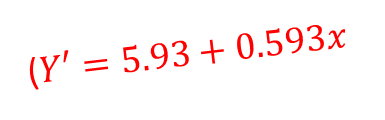 (Y′ = 5.93 + 0.593x